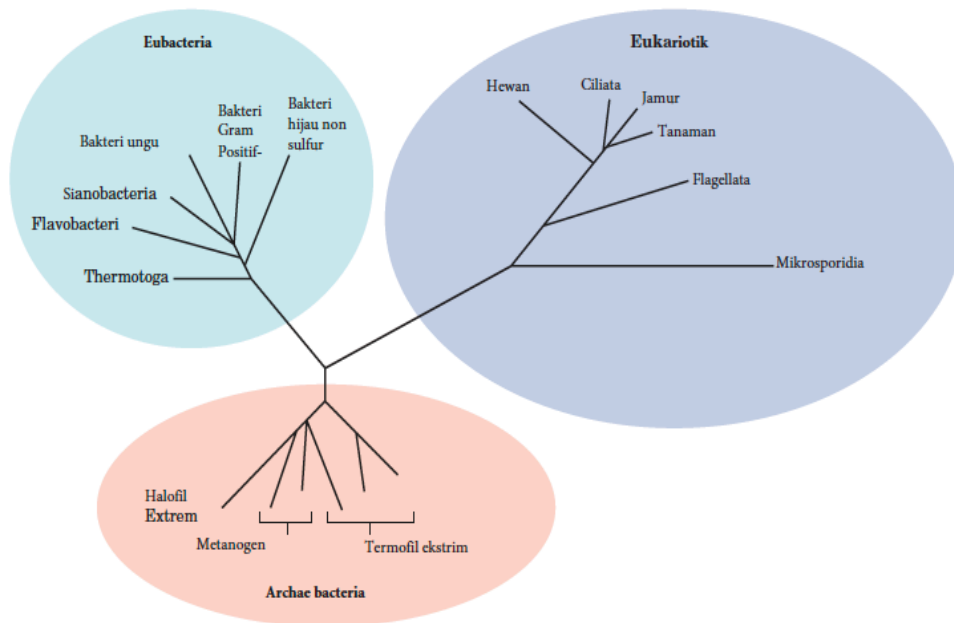 Eubacteria
Bakteri
hijau non
sulfur
Bakteri
Gram
Positif-
Bakteri ungu
Sianobacteria
Flavobacteri
Thermotoga
Eukariotik
Hewan
Ciliata
Jamur
Tanaman
Flagellata
Mikrosporidia
Halofil
Extrem
Metanogen
Termofil ekstrim
Archae bacteria